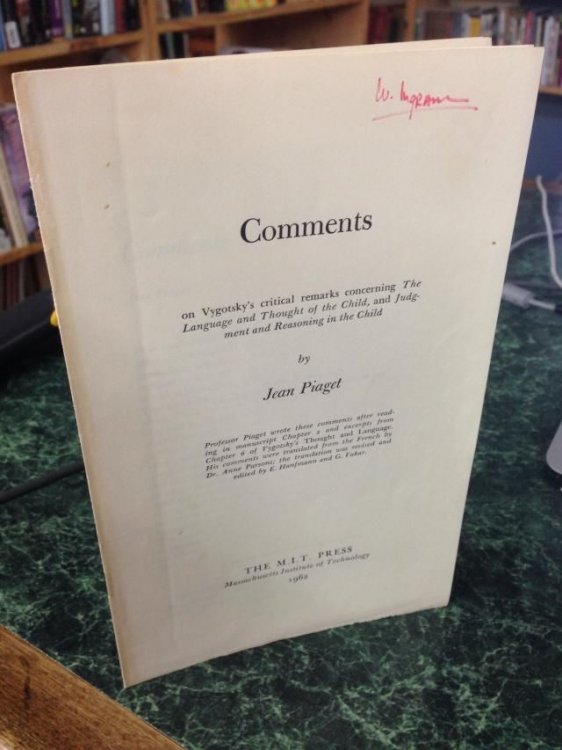 W. Ingram
Comments
on Vygotsky's critical remarks concerning The
Language and Thought of the Child, and Judg-
ment and Reasoning in the Child
by
Jean Piaget
Professor Piaget wrote these comments after read-
ing in manuscript Chapter 2 and excerpts from
Chapter 6 of Vygotsky's Thought and Language.
His comments were translated from the French by
Dr. Anne Parsons; the translation was revised and
edited by E. Hanfmann and G. Vakar.
THE M.I.T. PRESS
Massachusetts Institute of Technology
1962